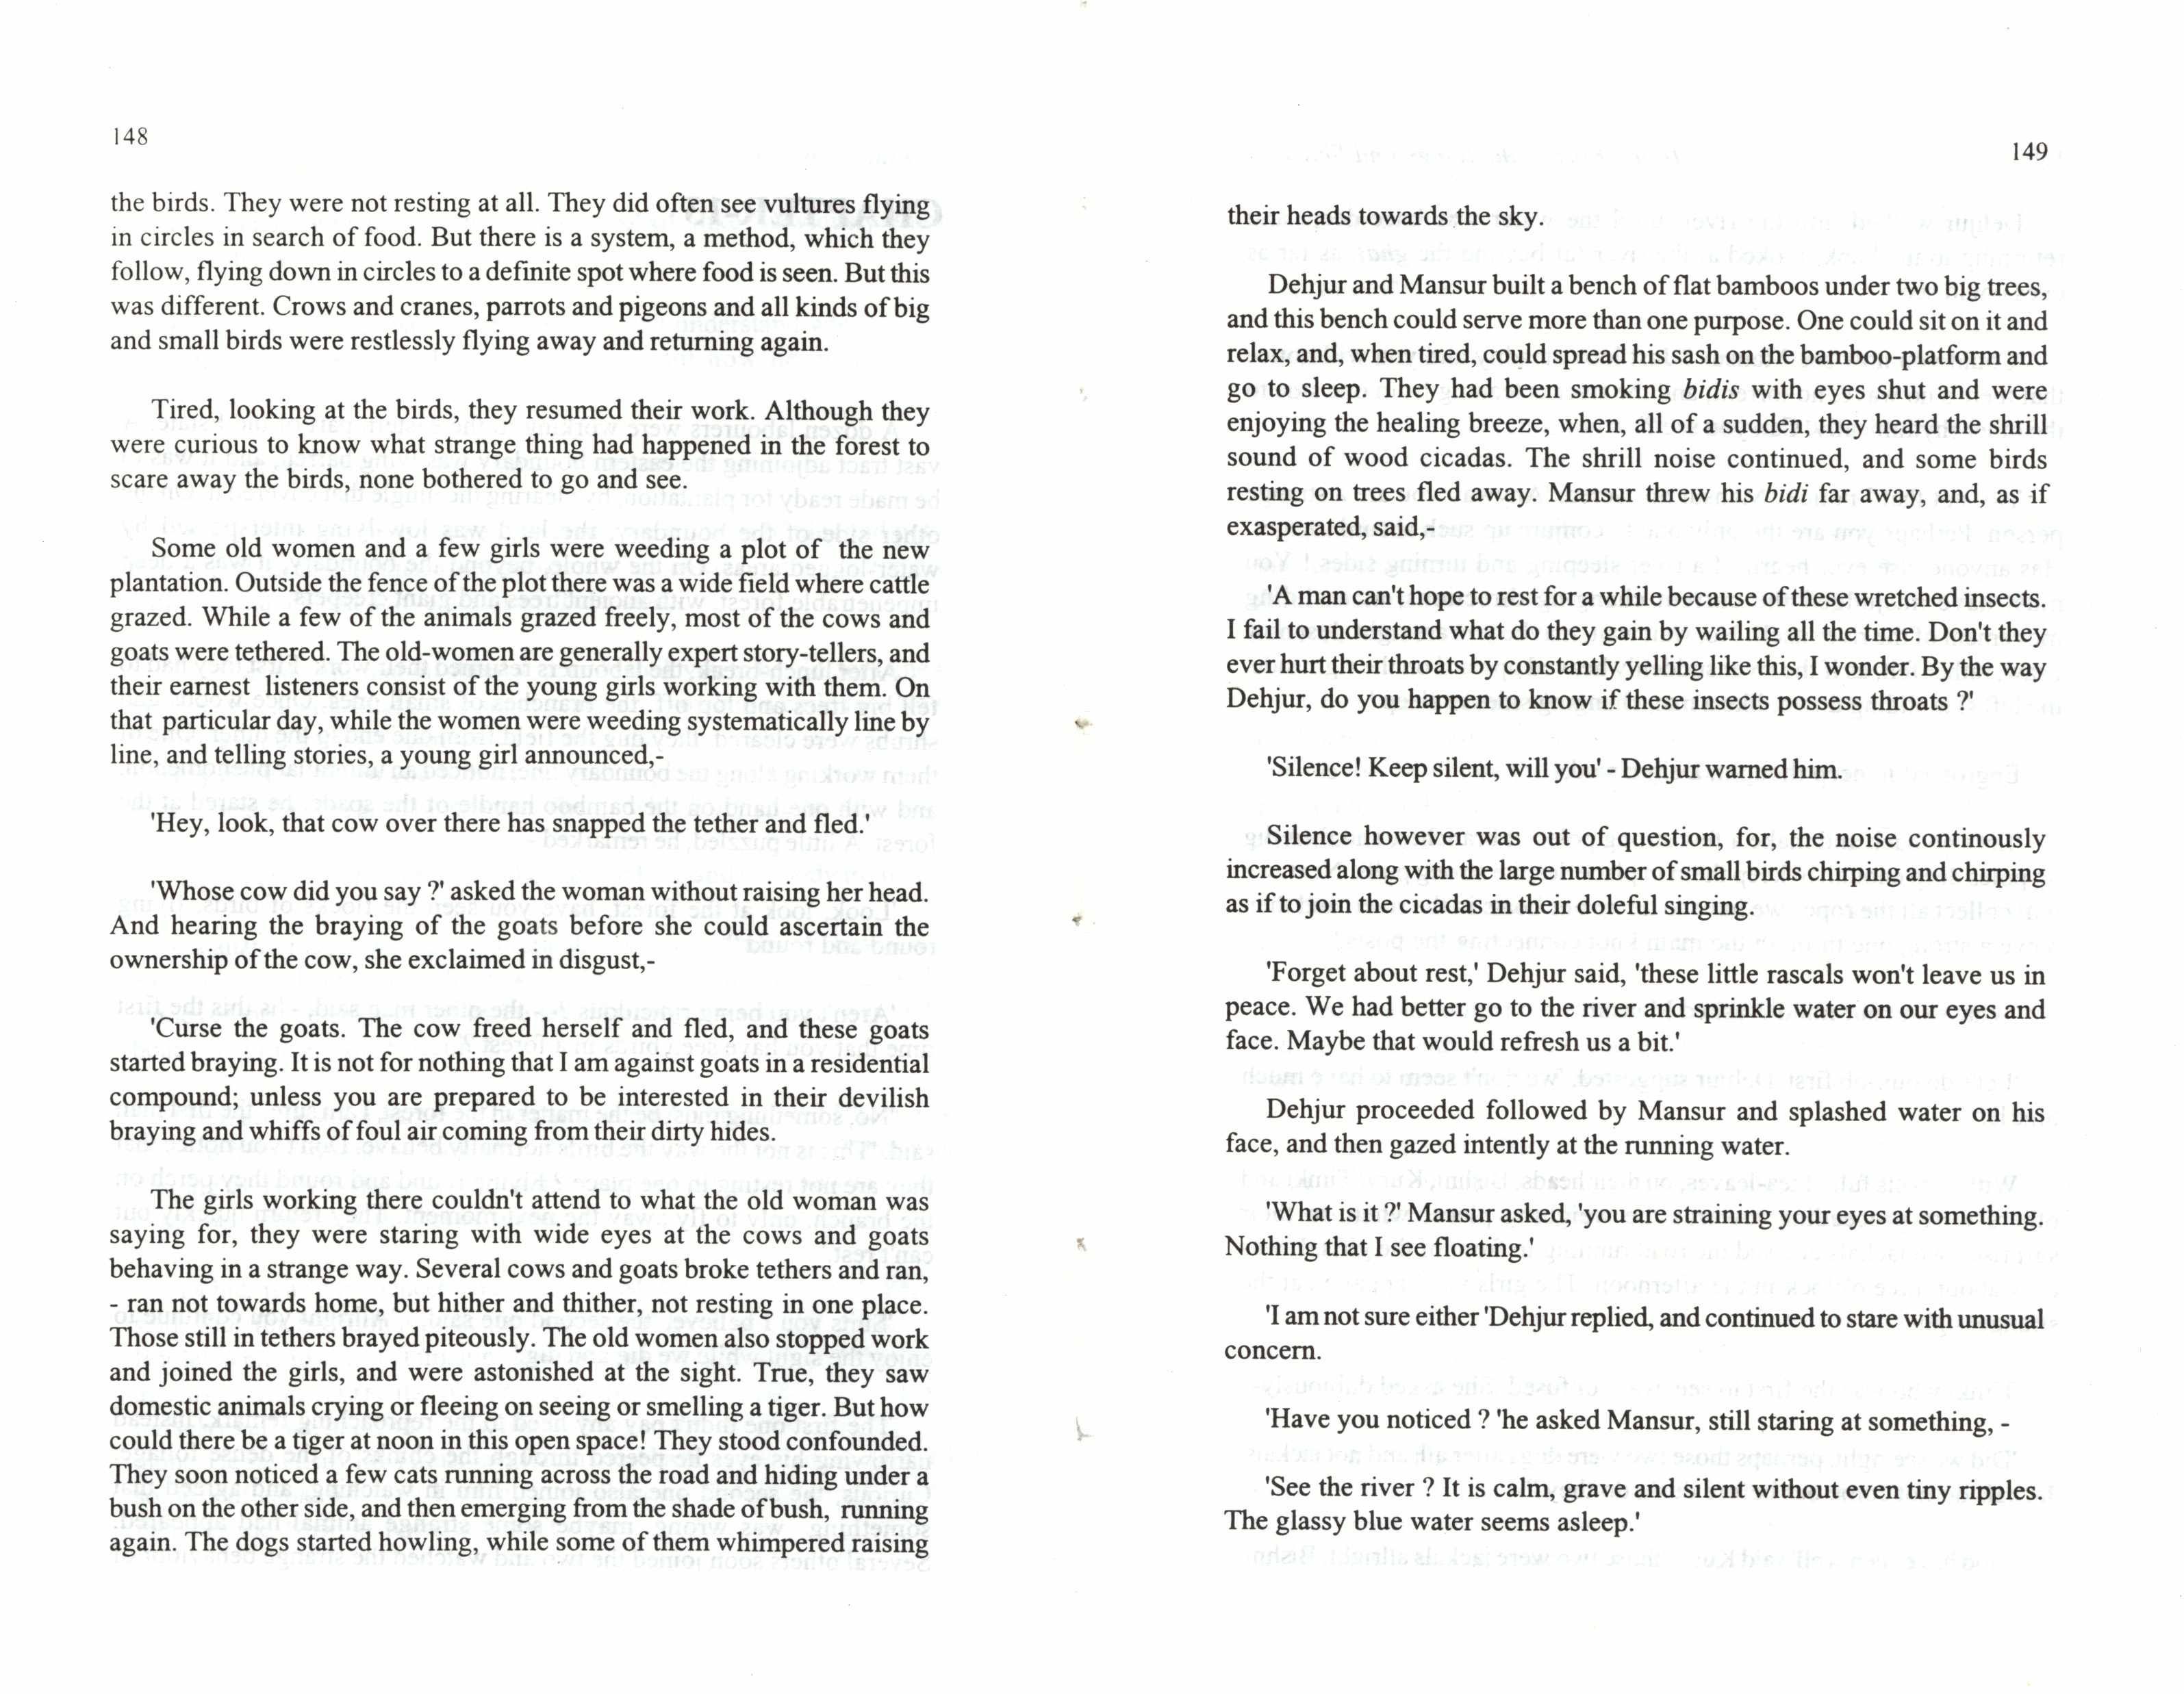 148
the birds. They were not resting at all. They did often see vultures flying
in circles in search of food. But there is a system, a method, which they
follow, flying down in circles to a definite spot where food is seen. But this
was different. Crows and cranes, parrots and pigeons and all kinds of big
and small birds were restlessly flying away and returning again.
Tired, looking at the birds, they resumed their work. Although they
were curious to know what strange thing had happened in the forest to
scare away the birds, none bothered to go and see.
Some old women and a few girls were weeding a plot of the new
plantation. Outside the fence of the plot there was a wide field where cattle
grazed. While a few of the animals grazed freely, most of the cows and
goats were tethered. The old-women are generally expert story-tellers, and
their earnest listeners consist of the young girls working with them. On
that particular day, while the women were weeding systematically line by
line, and telling stories, a young girl announced,-
'Hey, look, that cow over there has snapped the tether and fled.'
'Whose cow did you say ?' asked the woman without raising her head.
And hearing the braying of the goats before she could ascertain the
ownership of the cow, she exclaimed in disgust,-
'Curse the goats. The cow freed herself and fled, and these goats
started braying. It is not for nothing that I am against goats in a residential
compound; unless you are prepared to be interested in their devilish
braying and whiffs of foul air coming from their dirty hides.
The girls working there couldn't attend to what the old woman was
saying for, they were staring with wide eyes at the cows and goats
behaving in a strange way. Several cows and goats broke tethers and ran,
- ran not towards home, but hither and thither, not resting in one place.
Those still in tethers brayed piteously. The old women also stopped work
and joined the girls, and were astonished at the sight. True, they saw
domestic animals crying or fleeing on seeing or smelling a tiger. But how
could there be a tiger at noon in this open space! They stood confounded.
They soon noticed a few cats running across the road and hiding under a
bush on the other side, and then emerging from the shade of bush, running
again. The dogs started howling, while some of them whimpered raising
149
their heads towards the sky.
Dehjur and Mansur built a bench of flat bamboos under two big trees,
and this bench could serve more than one purpose. One could sit on it and
relax, and, when tired, could spread his sash on the bamboo-platform and
go to sleep. They had been smoking bidis with eyes shut and were
enjoying the healing breeze, when, all of a sudden, they heard the shrill
sound of wood cicadas. The shrill noise continued, and some birds
resting on trees fled away. Mansur threw his bidi far away, and, as if
exasperated, said,-
'A man can't hope to rest for a while because of these wretched insects.
I fail to understand what do they gain by wailing all the time. Don't they
ever hurt their throats by constantly yelling like this, I wonder. By the way
Dehjur, do you happen to know if these insects possess throats ?'
'Silence! Keep silent, will you' - Dehjur warned him.
Silence however was out of question, for, the noise continously
increased along with the large number of small birds chirping and chirping
as if to join the cicadas in their doleful singing.
'Forget about rest,' Dehjur said, 'these little rascals won't leave us in
peace. We had better go to the river and sprinkle water on our eyes and
face. Maybe that would refresh us a bit.'
Dehjur proceeded followed by Mansur and splashed water on his
face, and then gazed intently at the running water.
'What is it ?' Mansur asked, 'you are straining your eyes at something.
Nothing that I see floating.'
'I am not sure either 'Dehjur replied, and continued to stare with unusual
concern.
'Have you noticed ? 'he asked Mansur, still staring at something, -
'See the river ? It is calm, grave and silent without even tiny ripples.
The glassy blue water seems asleep.'